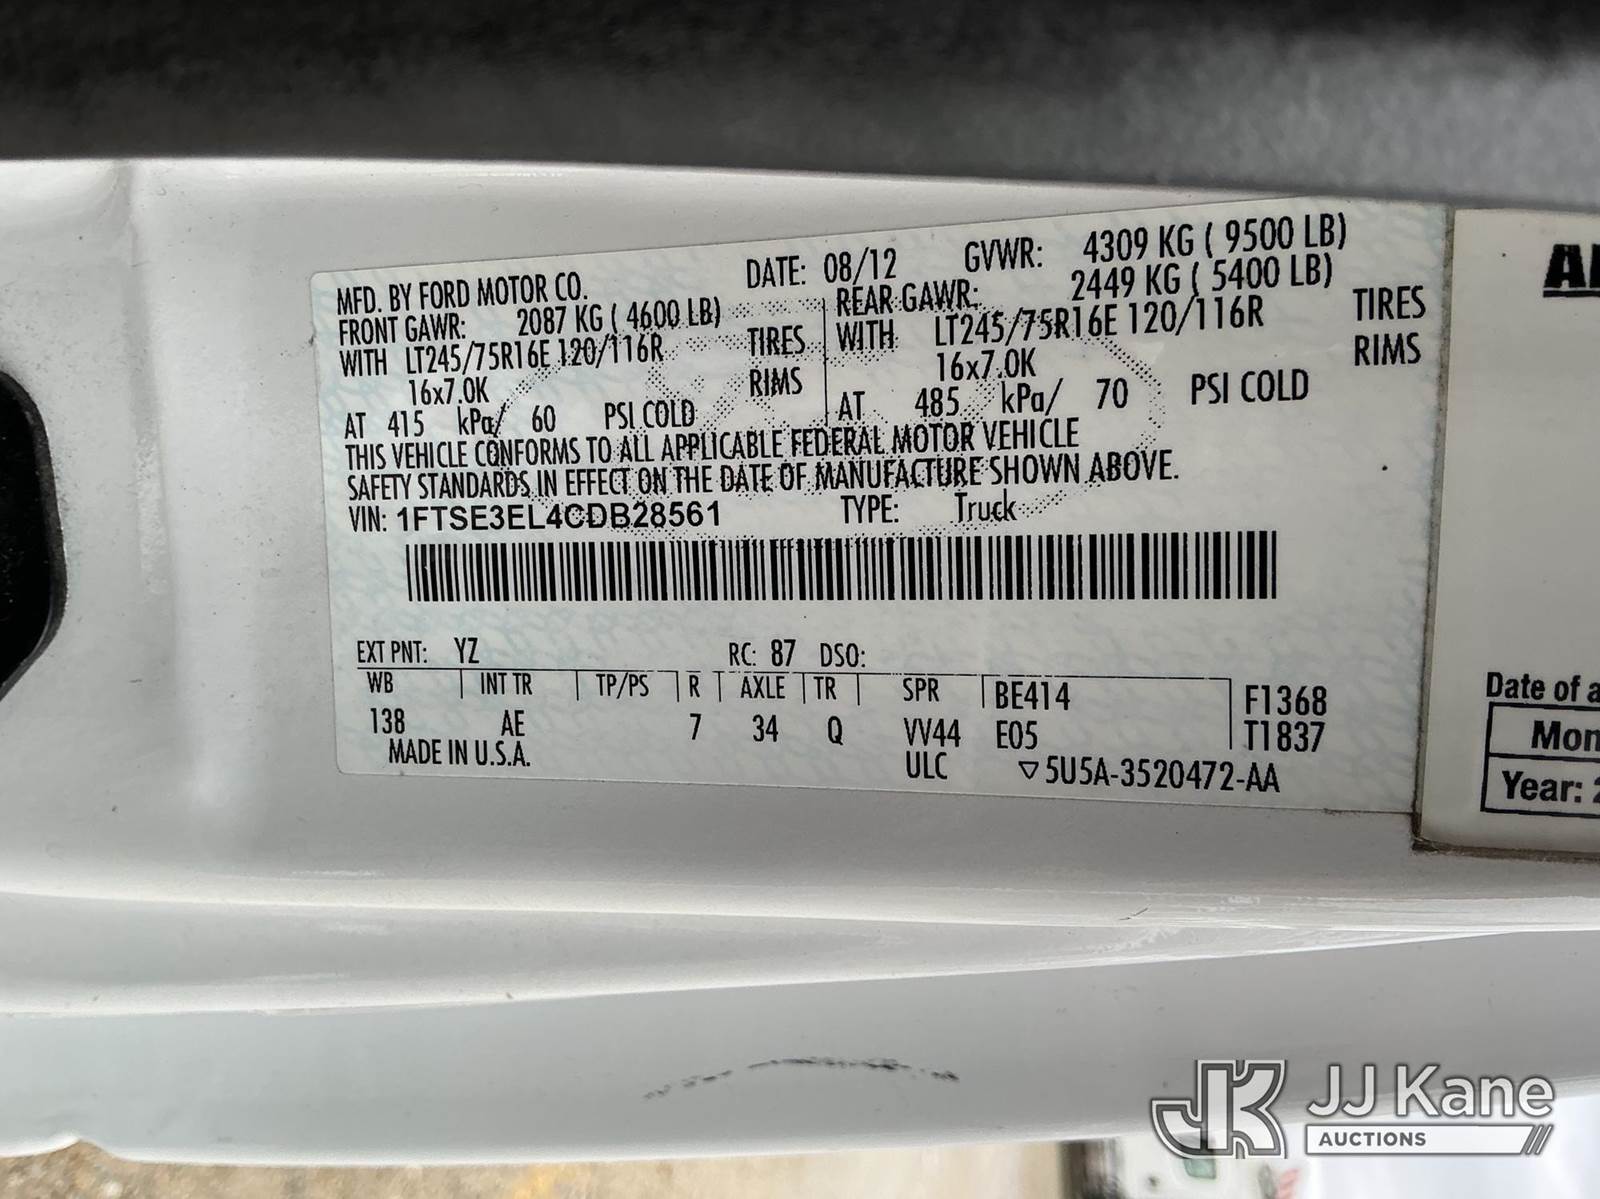 MFD. BY FORD MOTOR CO. DATE: 08/12 GVWR: 4309 KG ( 9500 LB)
FRONT GAWR: 2087 KG ( 4600 LB) REAR GAWR: 2449 KG ( 5400 LB)
WITH LT245/75R16E 120/116R TIRES WITH LT245/75R16E 120/116R TIRES
16x7.0K RIMS 16x7.0K RIMS
AT 415 kPa/ 60 PSI COLD AT 485 kPa/ 70 PSI COLD
THIS VEHICLE CONFORMS TO ALL APPLICABLE FEDERAL MOTOR VEHICLE
SAFETY STANDARDS IN EFFECT ON THE DATE OF MANUFACTURE SHOWN ABOVE.
VIN: 1FTSE3EL4CDB28561 TYPE: Truck
EXT PNT: YZ RC: 87 DSO:
WB INT TR TP/PS R AXLE TR SPR BE414 F1368
138 AE 7 34 Q VV44 E05 T1837
MADE IN U.S.A. ULC ▽5U5A-3520472-AA
Date of a
Mon
Year: 2
JK JJ Kane
AUCTIONS